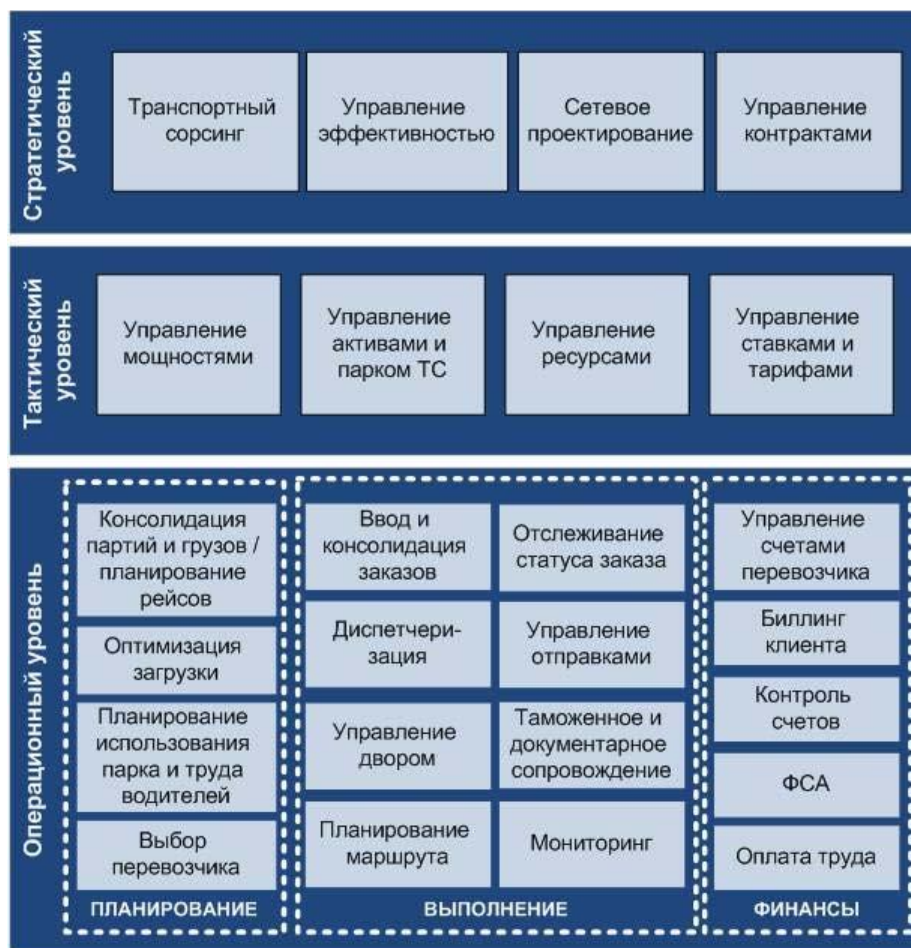 Стратегический
уровень
Транспортный
сорсинг
Управление
эффективностью
Сетевое
проектирование
Управление
контрактами
Тактический
уровень
Управление
мощностями
Управление
активами и
парком ТС
Управление
ресурсами
Управление
ставками и
тарифами
Операционный уровень
Консолидация
партий и грузов /
планирование
рейсов
Оптимизация
загрузки
Планирование
использования
парка и труда
водителей
Выбор
перевозчика
ПЛАНИРОВАНИЕ
Ввод и
консолидация
заказов
Отслеживание
статуса заказа
Диспетчери-
зация
Управление
отправками
Управление
двором
Таможенное и
документарное
сопровождение
Планирование
маршрута
Мониторинг
ВЫПОЛНЕНИЕ
Управление
счетами
перевозчика
Биллинг
клиента
Контроль
счетов
ФСА
Оплата труда
ФИНАНСЫ